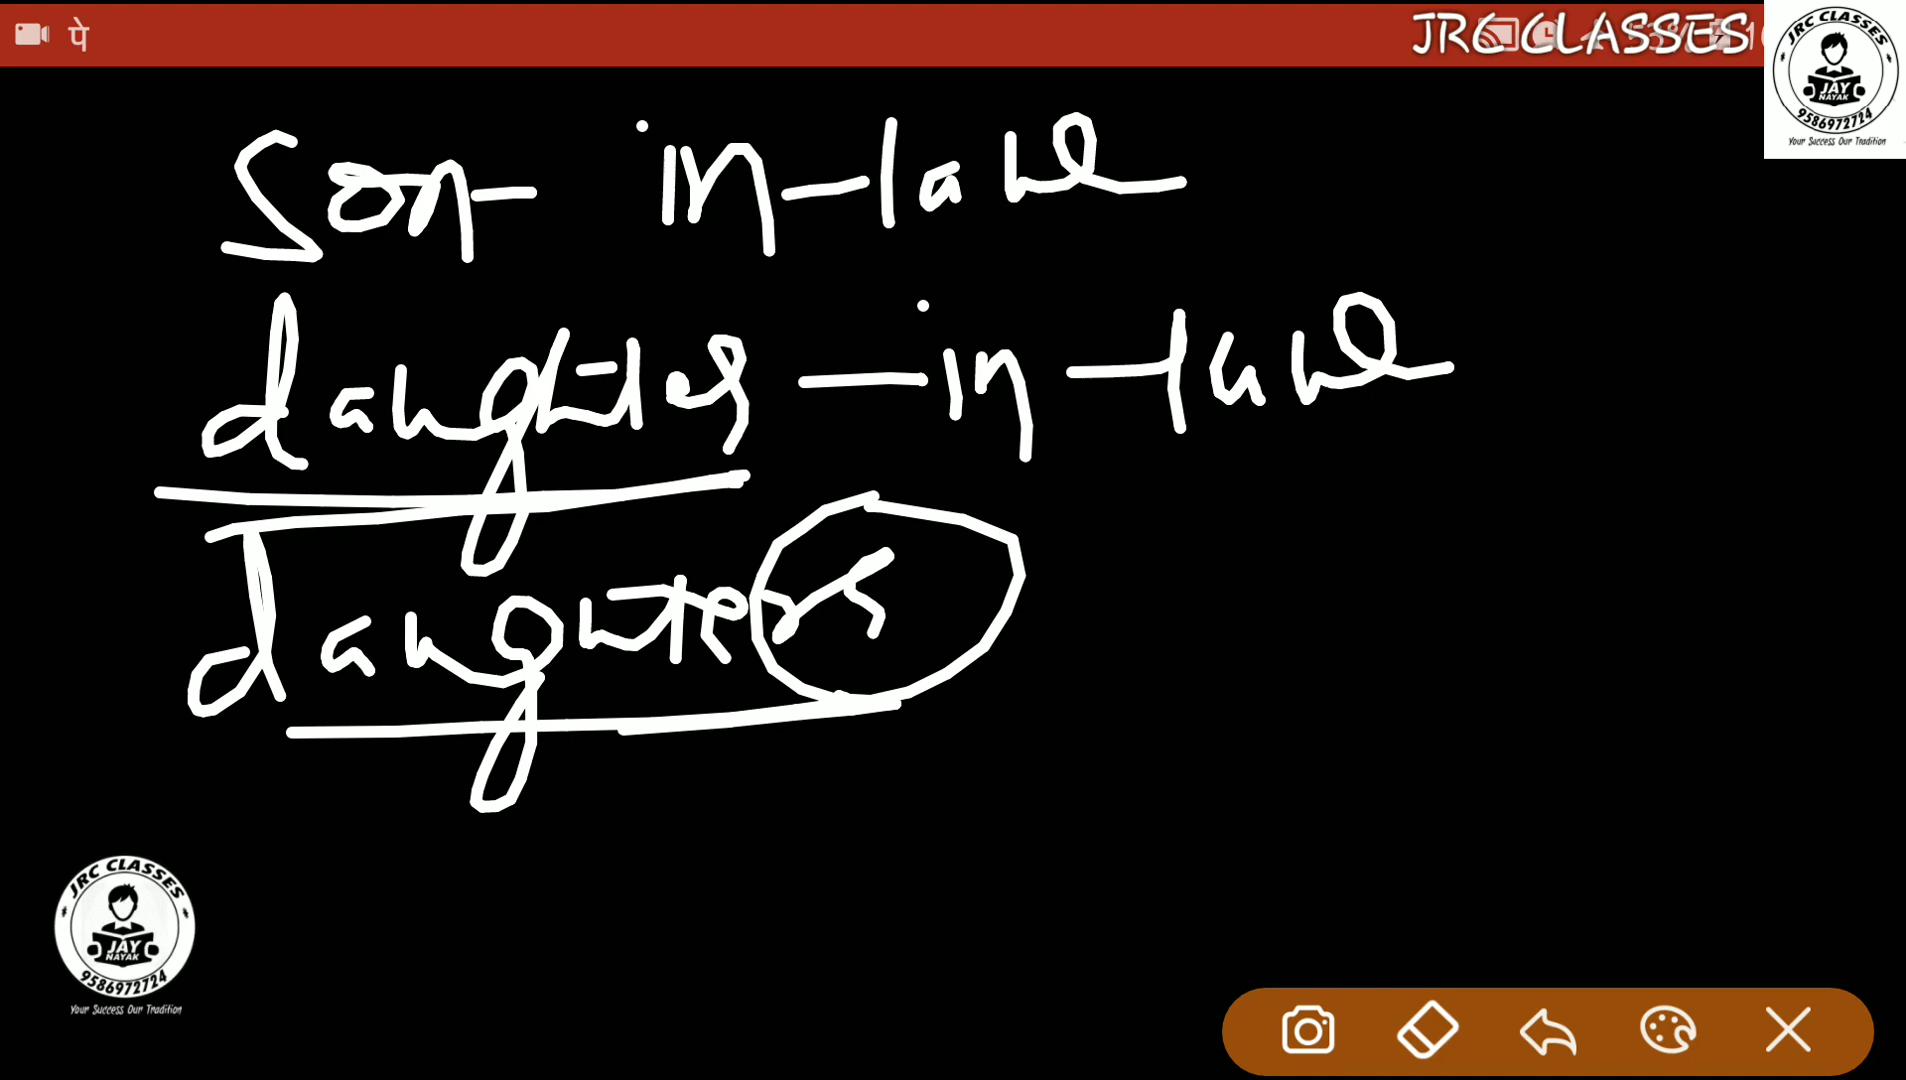 पे JRC CLASSES
JRC CLASSES
JAY
NAYAK
9586972724
Your Success Our Tradition
Son- in-law
daughter-in-law
daughters
JRC CLASSES
JAY
NAYAK
9586972724
Your Success Our Tradition